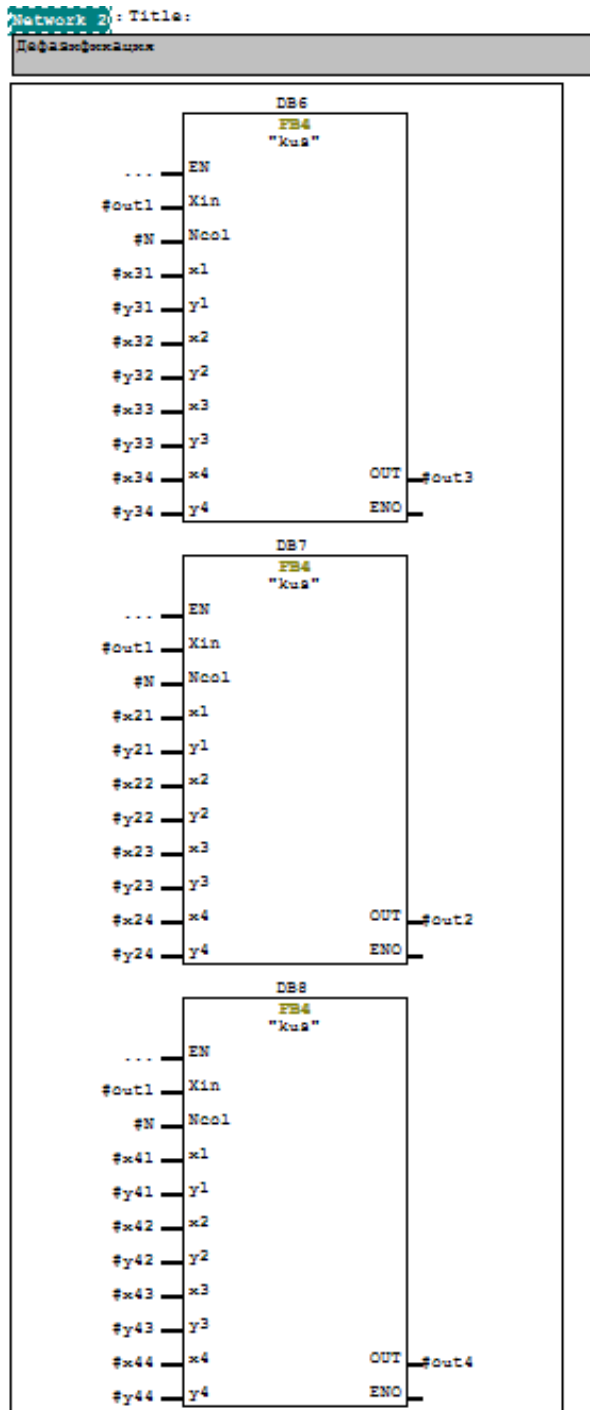 Network 2 : Title:
Дефазификация
DB6
FB4
"kus"
... EN
#out1 Xin
#N Ncol
#x31 x1
#y31 y1
#x32 x2
#y32 y2
#x33 x3
#y33 y3
#x34 x4 OUT #out3
#y34 y4 ENO
DB7
FB4
"kus"
... EN
#out1 Xin
#N Ncol
#x21 x1
#y21 y1
#x22 x2
#y22 y2
#x23 x3
#y23 y3
#x24 x4 OUT #out2
#y24 y4 ENO
DB8
FB4
"kus"
... EN
#out1 Xin
#N Ncol
#x41 x1
#y41 y1
#x42 x2
#y42 y2
#x43 x3
#y43 y3
#x44 x4 OUT #out4
#y44 y4 ENO